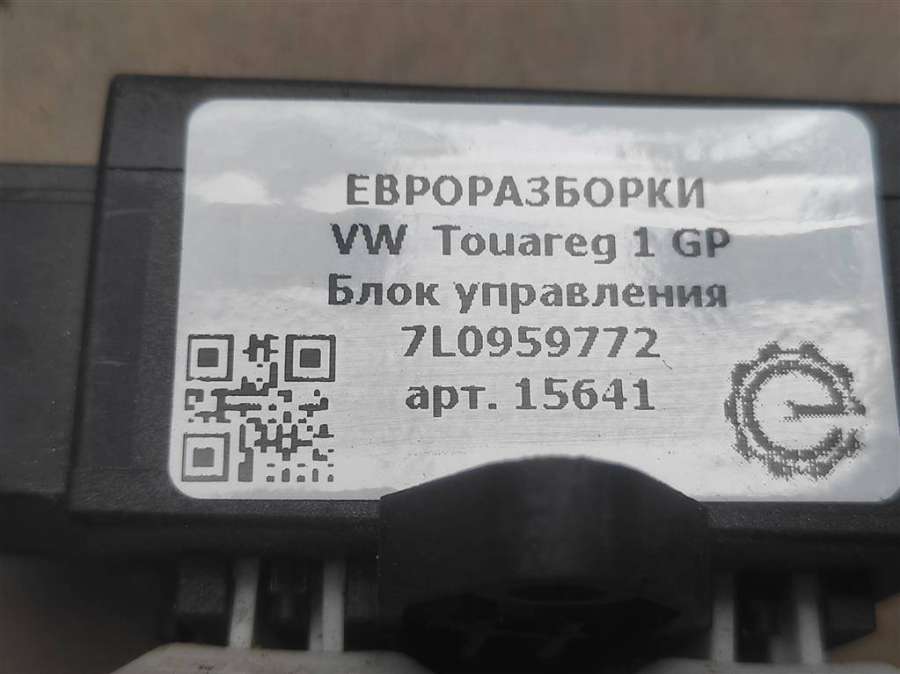 ЕВРОРАЗБОРКИ
VW Touareg 1 GP
Блок управления
7L0959772
арт. 15641